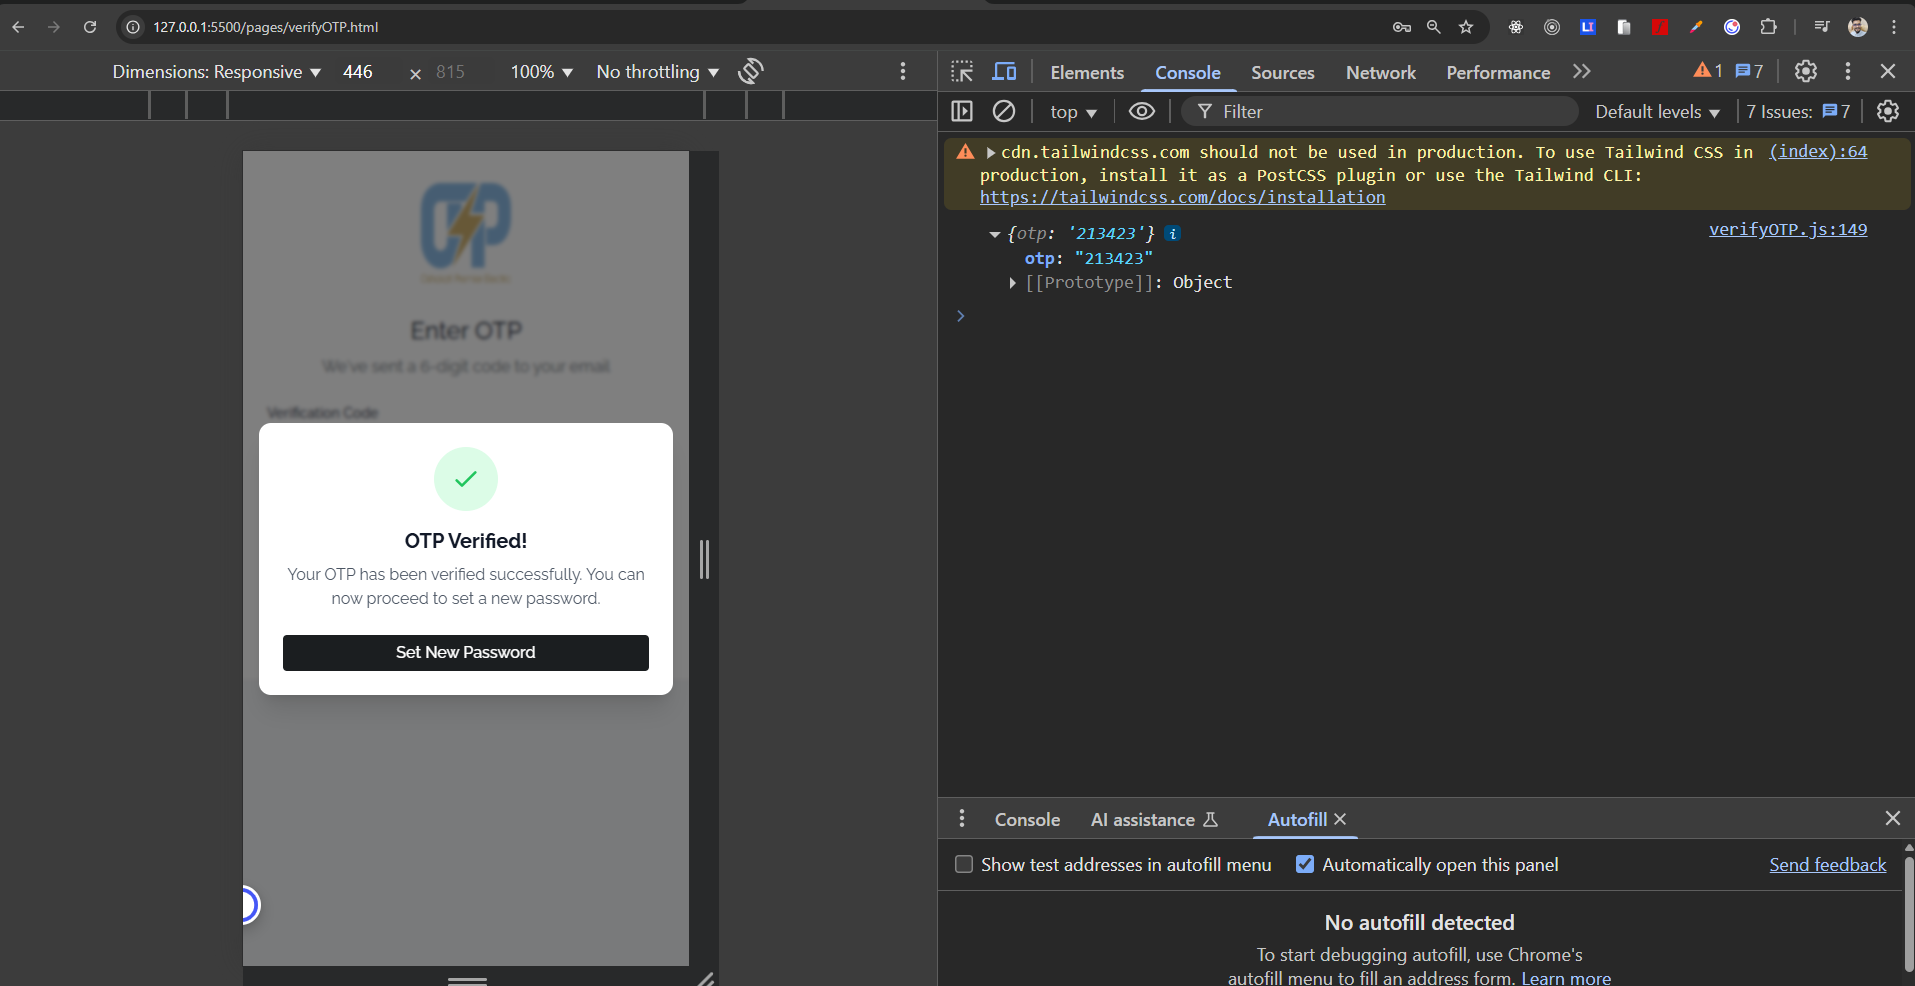 127.0.0.1:5500/pages/verifyOTP.html
Dimensions: Responsive ▼ 446 × 815 100% ▼ No throttling ▼
Elements Console Sources Network Performance 1 7
top ▼ Filter Default levels ▼ 7 Issues: 7
cdn.tailwindcss.com should not be used in production. To use Tailwind CSS in (index):64
production, install it as a PostCSS plugin or use the Tailwind CLI:
https://tailwindcss.com/docs/installation
{otp: '213423'} i verifyOTP.js:149
otp: "213423"
[[Prototype]]: Object
Enter OTP
We've sent a 6-digit code to your email
Verification Code
OTP Verified!
Your OTP has been verified successfully. You can
now proceed to set a new password.
Set New Password
Console AI assistance Autofill
Show test addresses in autofill menu Automatically open this panel Send feedback
No autofill detected
To start debugging autofill, use Chrome's
autofill menu to fill an address form. Learn more